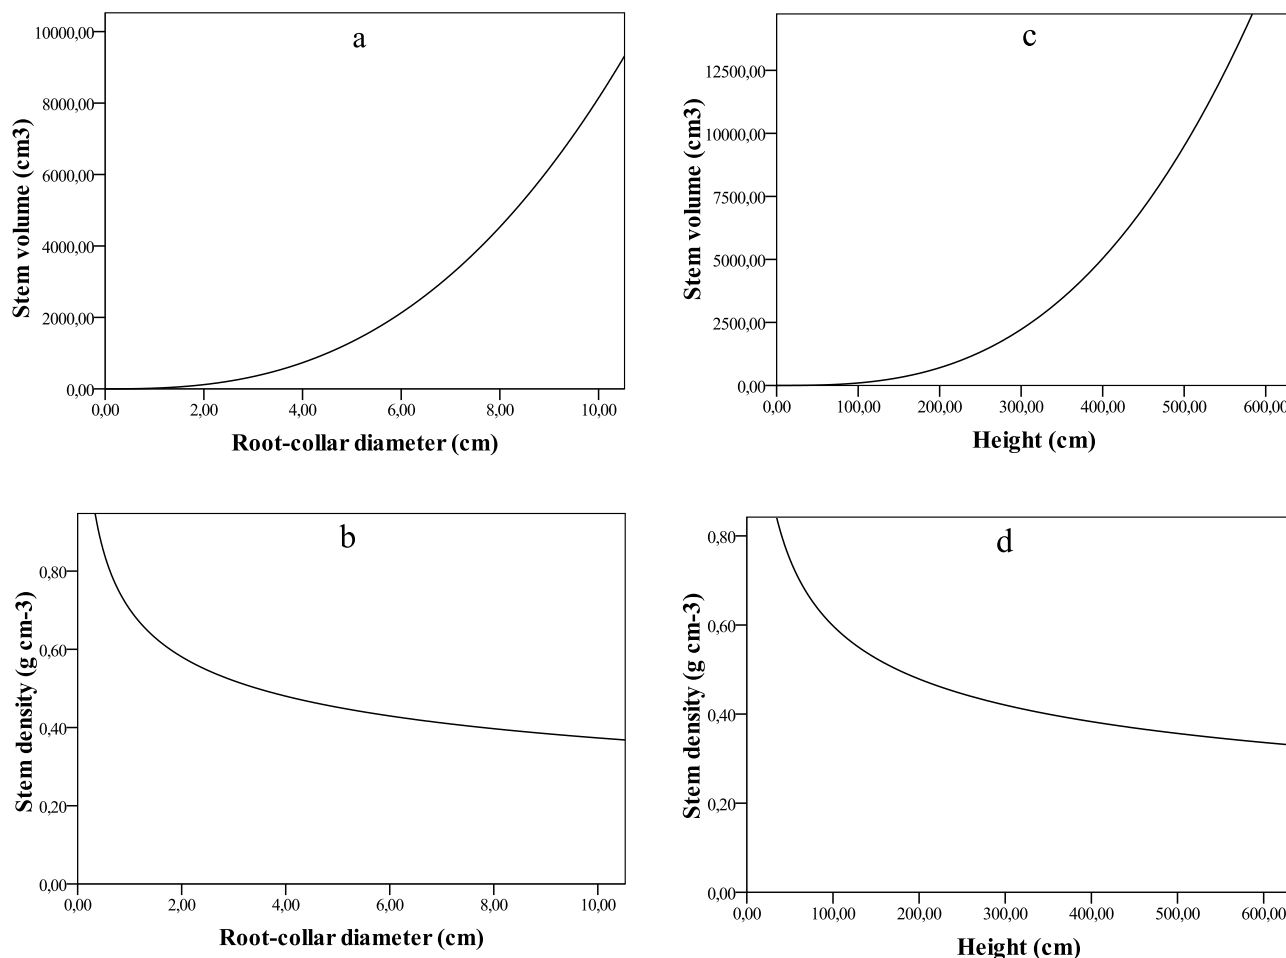 a
10000,00
8000,00
6000,00
4000,00
2000,00
0,00
Stem volume (cm3)
0,00 2,00 4,00 6,00 8,00 10,00
Root-collar diameter (cm)
c
12500,00
10000,00
7500,00
5000,00
2500,00
0,00
Stem volume (cm3)
0,00 100,00 200,00 300,00 400,00 500,00 600,00
Height (cm)
b
0,80
0,60
0,40
0,20
0,00
Stem density (g cm-3)
0,00 2,00 4,00 6,00 8,00 10,00
Root-collar diameter (cm)
d
0,80
0,60
0,40
0,20
0,00
Stem density (g cm-3)
0,00 100,00 200,00 300,00 400,00 500,00 600,00
Height (cm)